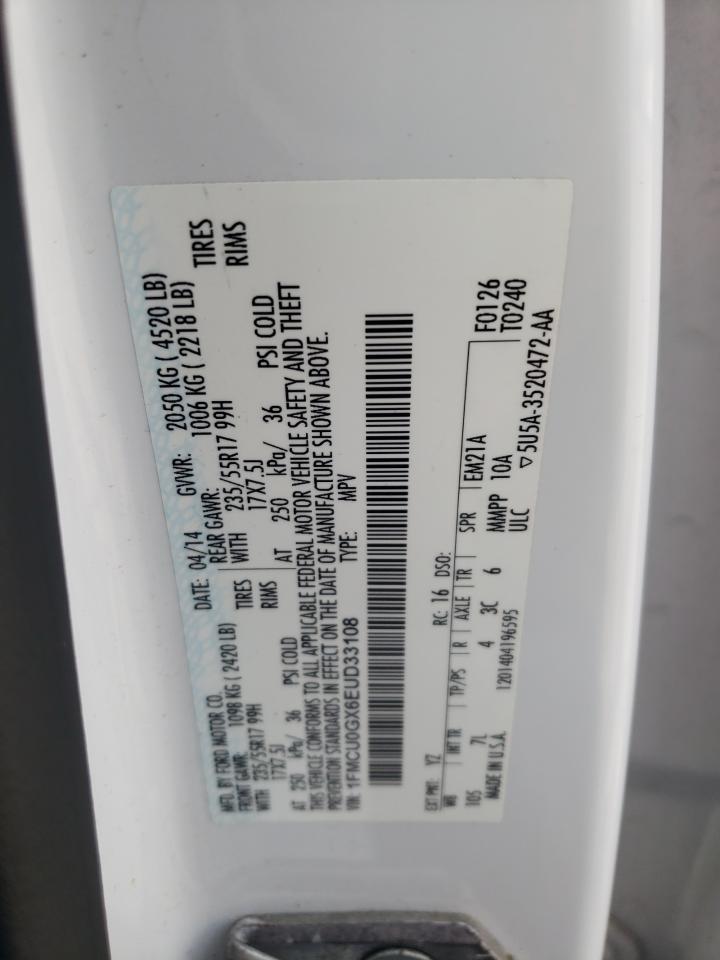 MFD. BY FORD MOTOR CO. DATE: 04/14 GVWR: 2050 KG ( 4520 LB)
FRONT GAWR: 1098 KG ( 2420 LB) REAR GAWR: 1006 KG ( 2218 LB)
WITH 235/55R17 99H TIRES WITH 235/55R17 99H TIRES
17X7.5J RIMS 17X7.5J RIMS
AT 250 kPa/ 36 PSI COLD AT 250 kPa/ 36 PSI COLD
THIS VEHICLE CONFORMS TO ALL APPLICABLE FEDERAL MOTOR VEHICLE SAFETY AND THEFT
PREVENTION STANDARDS IN EFFECT ON THE DATE OF MANUFACTURE SHOWN ABOVE.
VIN: 1FMCU0GX6EUD33108 TYPE: MPV
EXT PNT: YZ RC: 16 DSO: F0126
WB INT TR TP/PS R AXLE TR SPR EM21A T0240
105 7L 4 3C 6 MMPP 10A
MADE IN U.S.A. 1201404196595 ULC ▽5U5A-3520472-AA